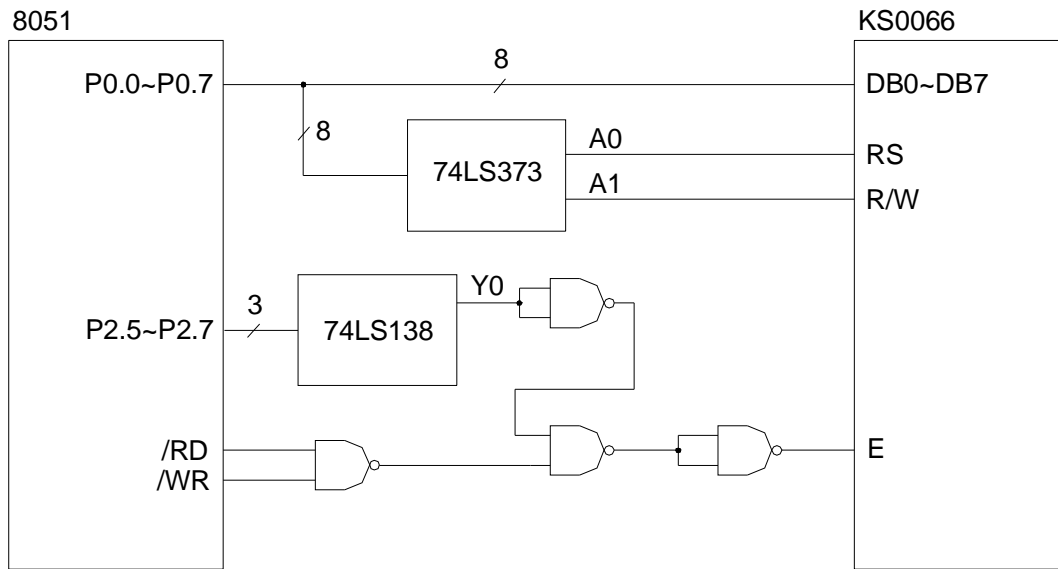 8051
KS0066
P0.0~P0.7
8
DB0~DB7
8
74LS373
A0
RS
A1
R/W
P2.5~P2.7
3
74LS138
Y0
/RD
/WR
E